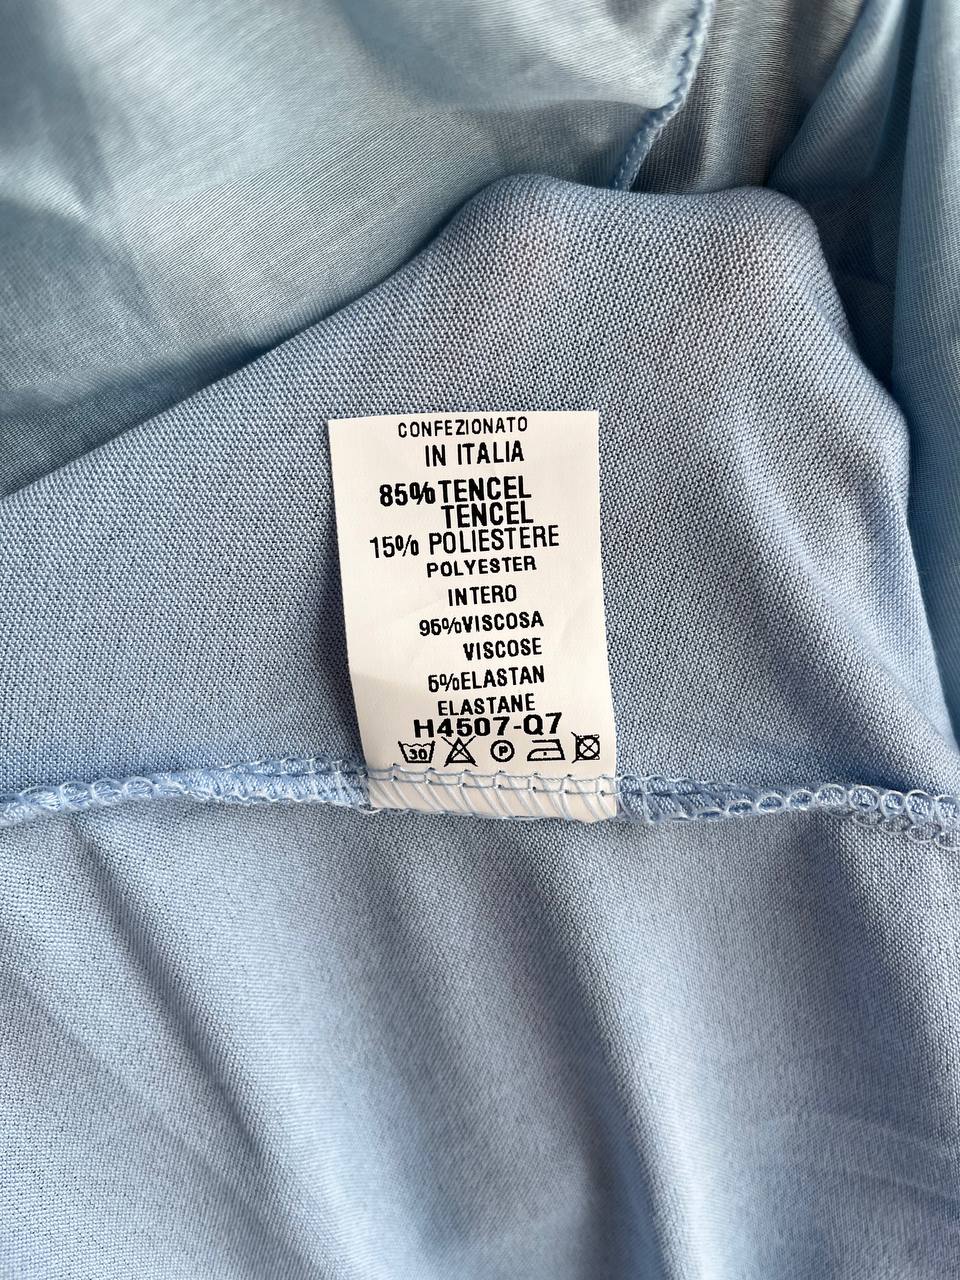 CONFEZIONATO
IN ITALIA
85% TENCEL
TENCEL
15% POLIESTERE
POLYESTER
INTERO
95%VISCOSA
VISCOSE
5%ELASTAN
ELASTANE
H4507-Q7
30 P